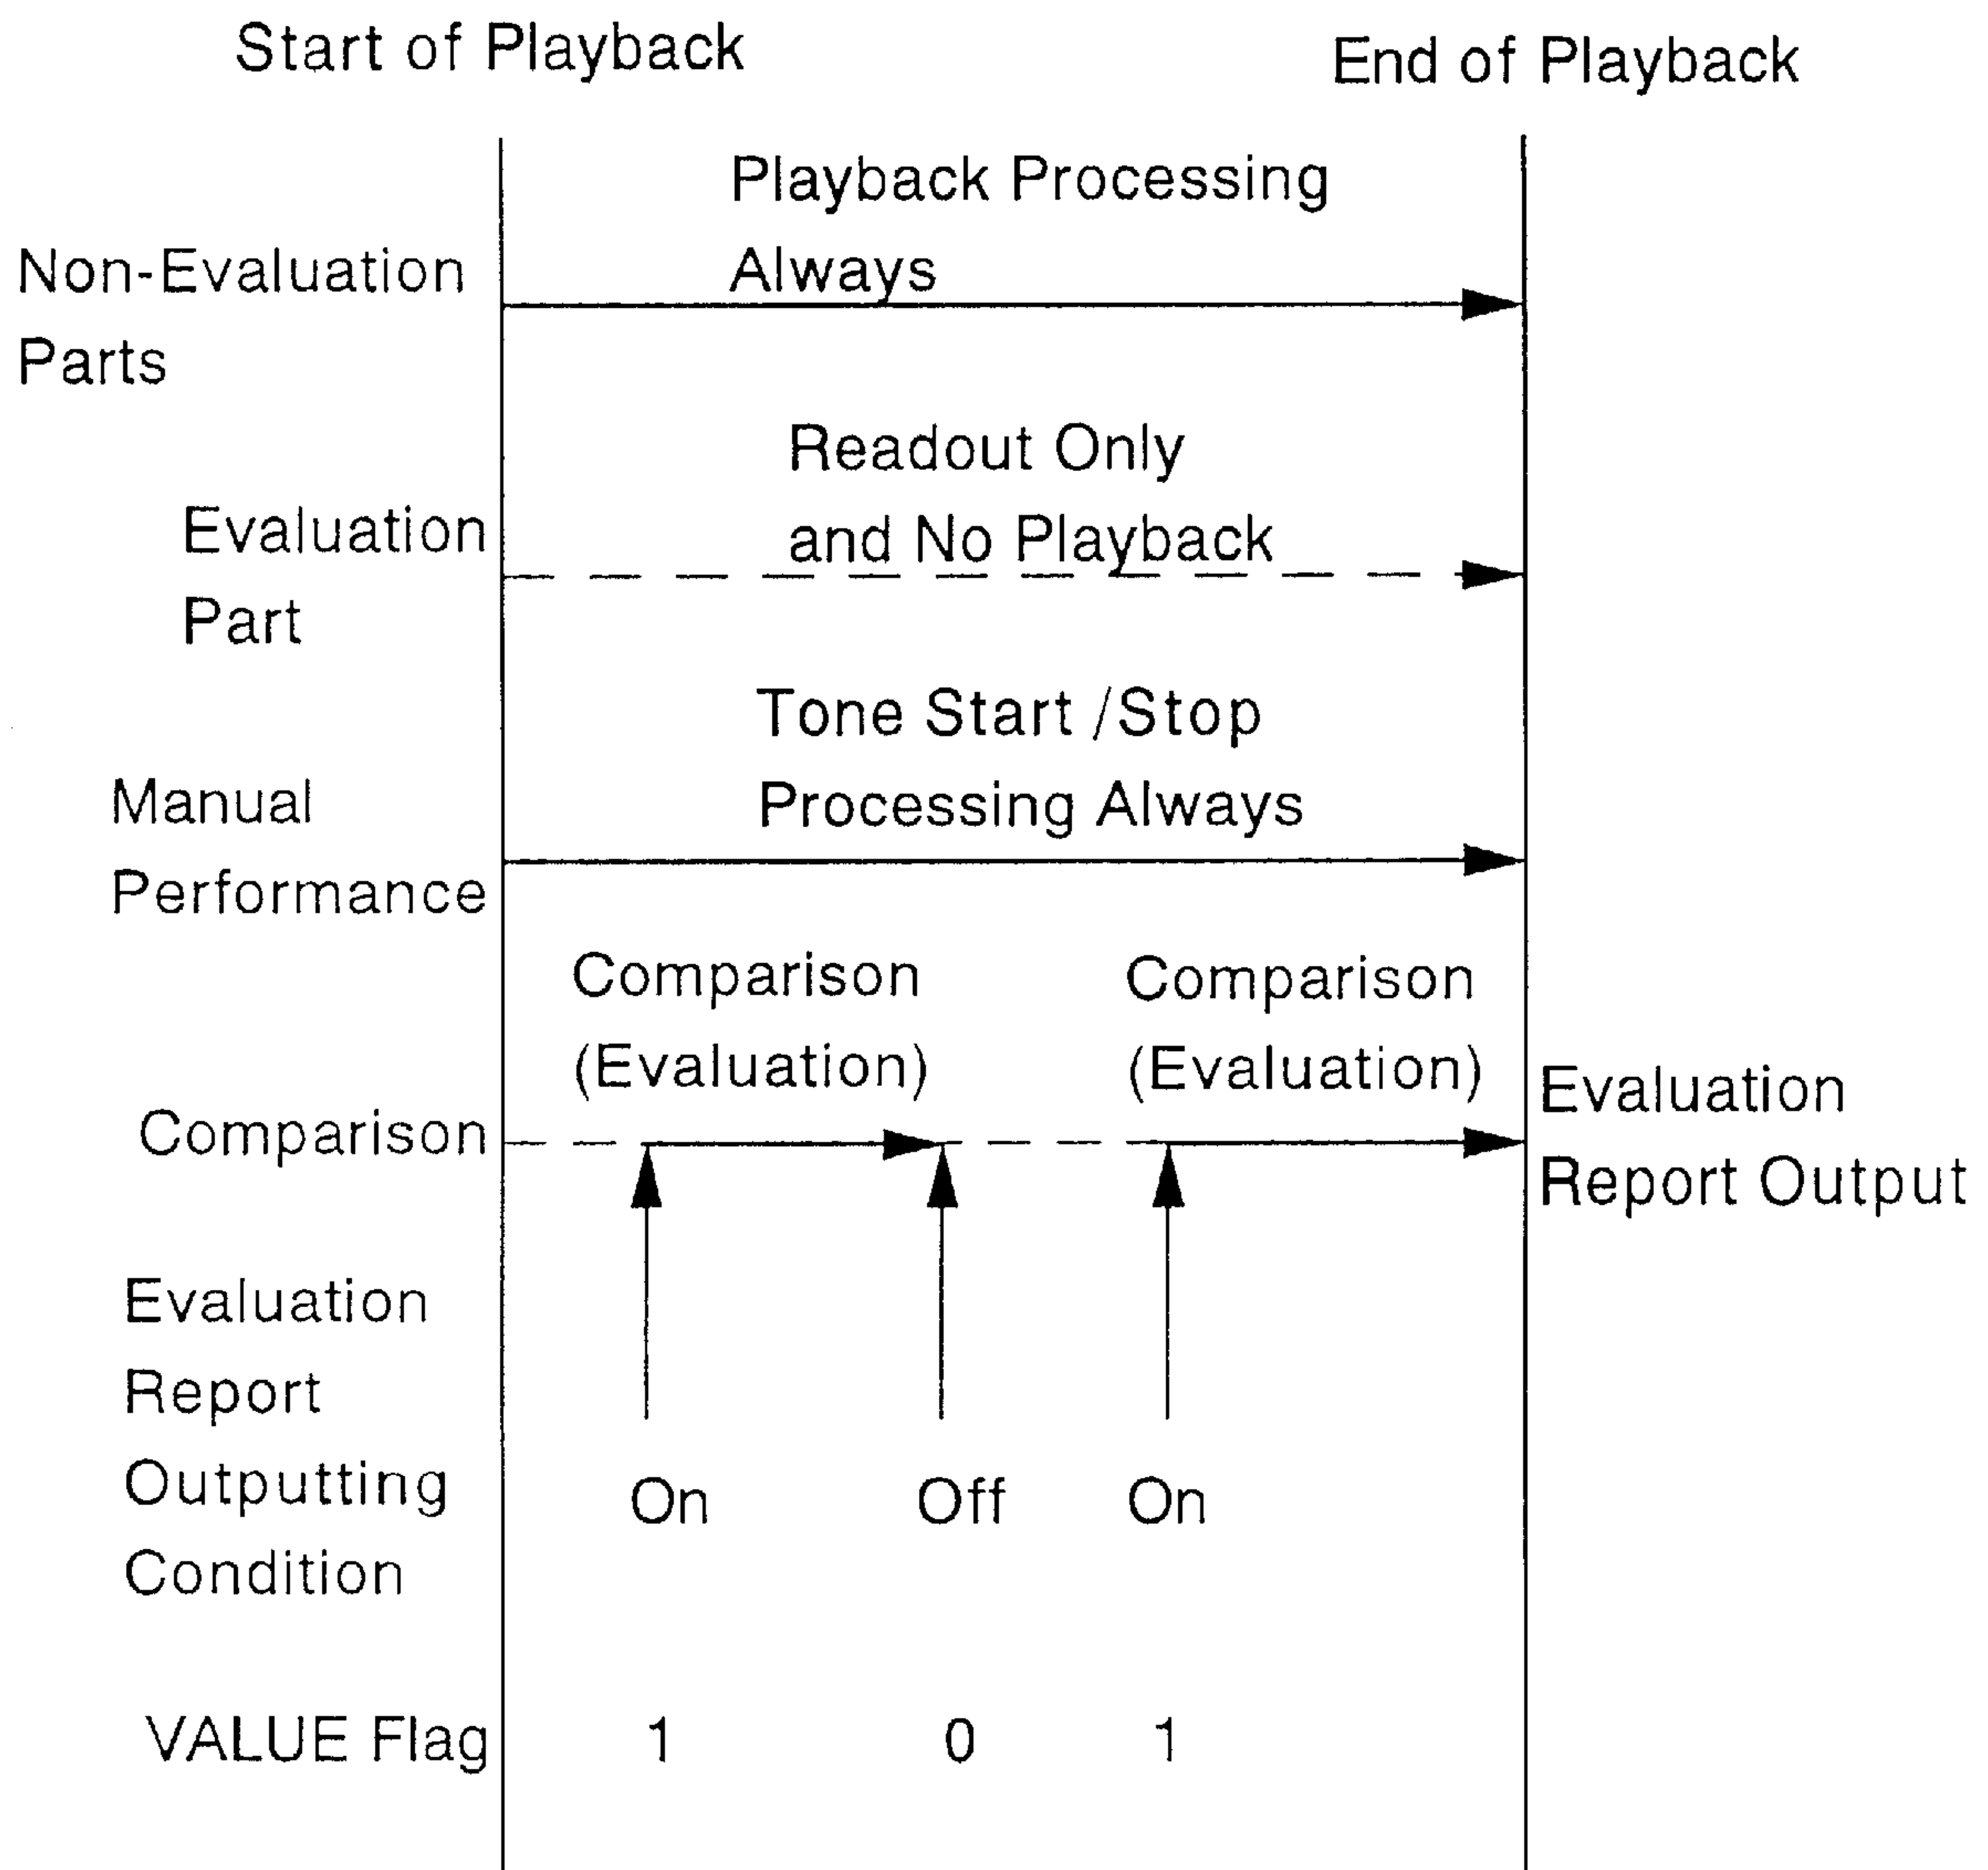 Start of Playback
End of Playback
Playback Processing
Always
Non-Evaluation
Parts
Readout Only
and No Playback
Evaluation
Part
Tone Start /Stop
Processing Always
Manual
Performance
Comparison
(Evaluation)
Comparison
(Evaluation)
Comparison
Evaluation
Report Output
Evaluation
Report
Outputting
Condition
On
Off
On
VALUE Flag
1
0
1